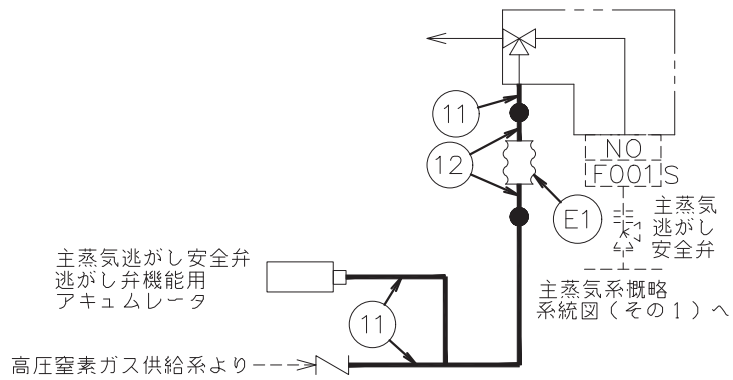 11
12
NO
F001S
E1
主蒸気
逃がし
安全弁
主蒸気逃がし安全弁
逃がし弁機能用
アキュムレータ
主蒸気系概略
系統図(その1)へ
11
高圧窒素ガス供給系より